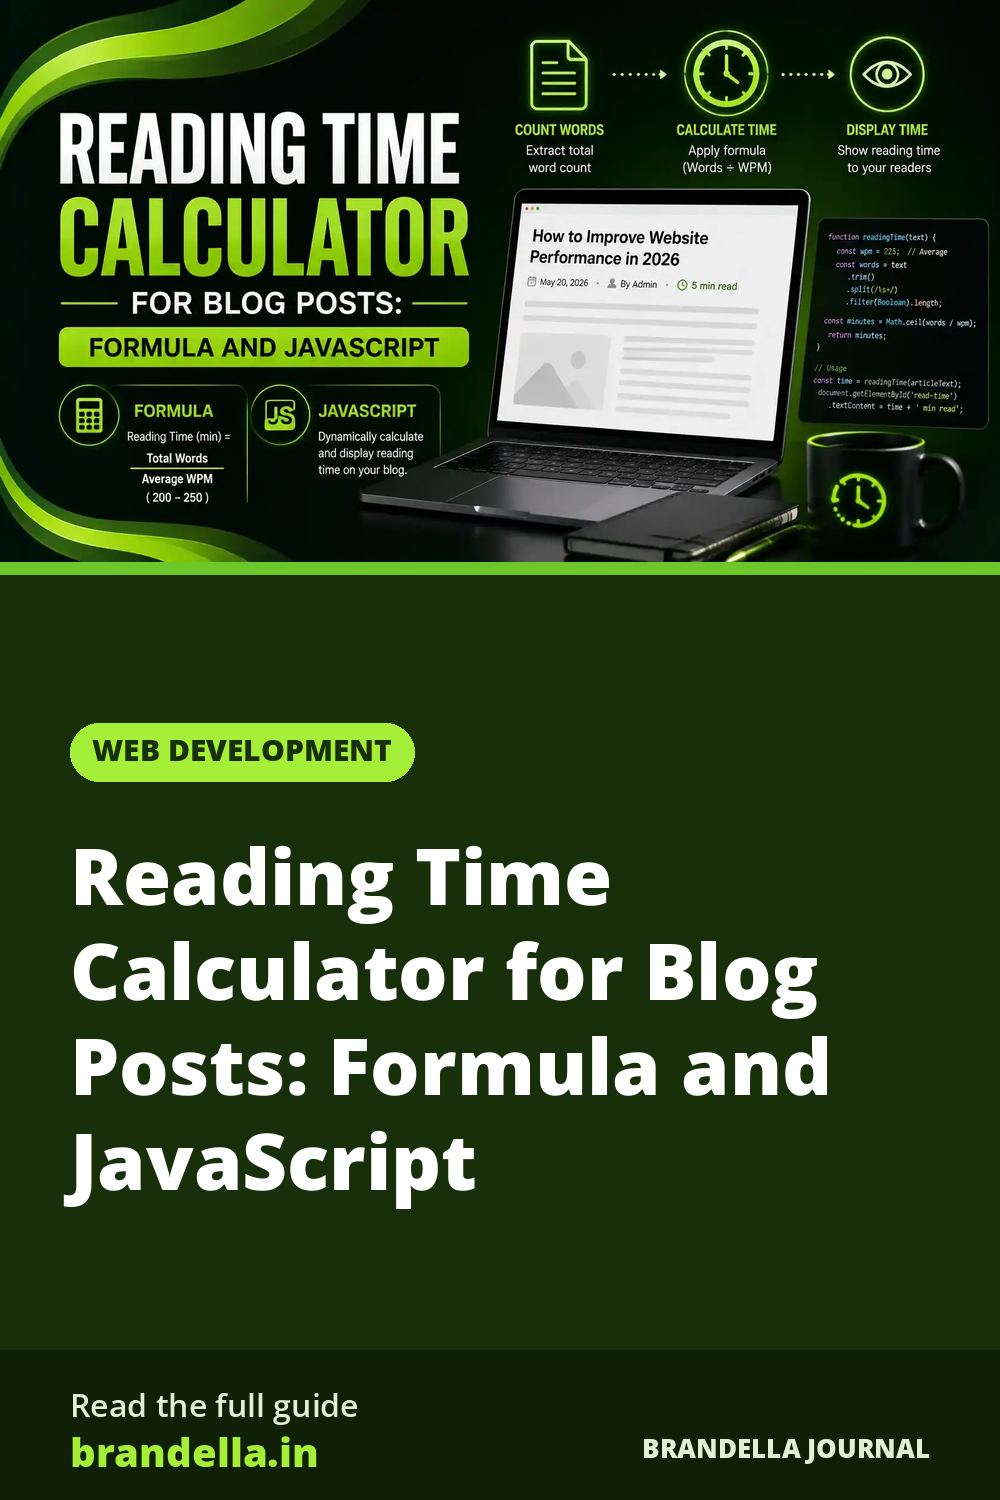 READING TIME
CALCULATOR
FOR BLOG POSTS:
FORMULA AND JAVASCRIPT
FORMULA
Reading Time (min) =
Total Words
Average WPM
( 200 – 250 )
JS
JAVASCRIPT
Dynamically calculate
and display reading
time on your blog.
COUNT WORDS
Extract total
word count
CALCULATE TIME
Apply formula
(Words ÷ WPM)
DISPLAY TIME
Show reading time
to your readers
How to Improve Website
Performance in 2026
May 20, 2026 • By Admin • 5 min read
function readingTime(text) {
const wpm = 225; // Average
const words = text
.trim()
.split(/\s+/)
.filter(Booloan).length;
const minutes = Math.ceil(words / wpm);
return minutes;
}
// Usage
const time = readingTime(articleText);
document.getElementById('read-time')
.textContent = time + ' min read';
WEB DEVELOPMENT
Reading Time
Calculator for Blog
Posts: Formula and
JavaScript
Read the full guide
brandella.in
BRANDELLA JOURNAL